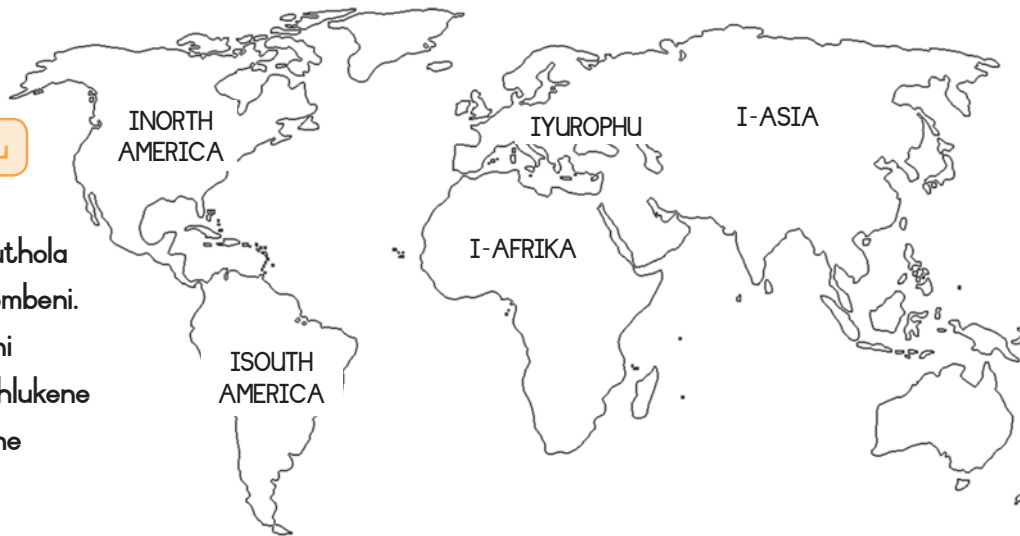 INORTH
AMERICA
IYUROPHU
I-ASIA
I-AFRIKA
ISOUTH
AMERICA